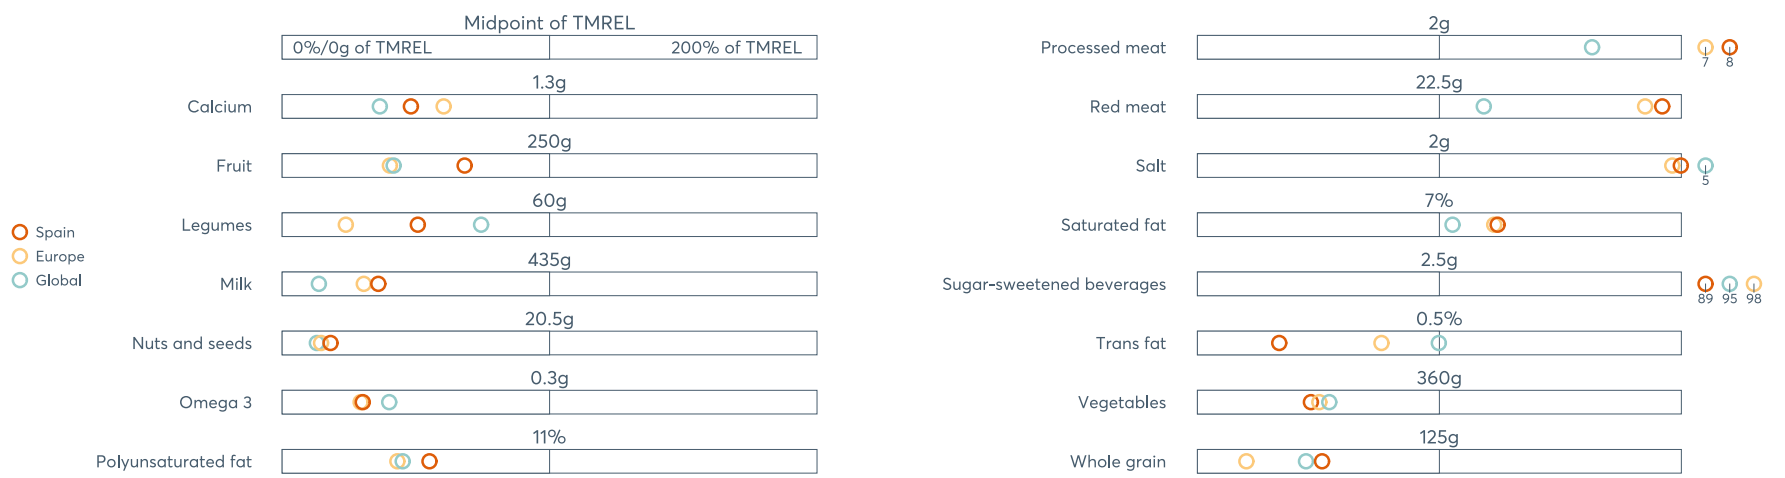 Midpoint of TMREL
0%/0g of TMREL 200% of TMREL
1.3g
Calcium
250g
Fruit
60g
Legumes
435g
Milk
20.5g
Nuts and seeds
0.3g
Omega 3
11%
Polyunsaturated fat
Spain
Europe
Global
2g
Processed meat
7 8
22.5g
Red meat
2g
Salt
5
7%
Saturated fat
2.5g
Sugar-sweetened beverages
89 95 98
0.5%
Trans fat
360g
Vegetables
125g
Whole grain